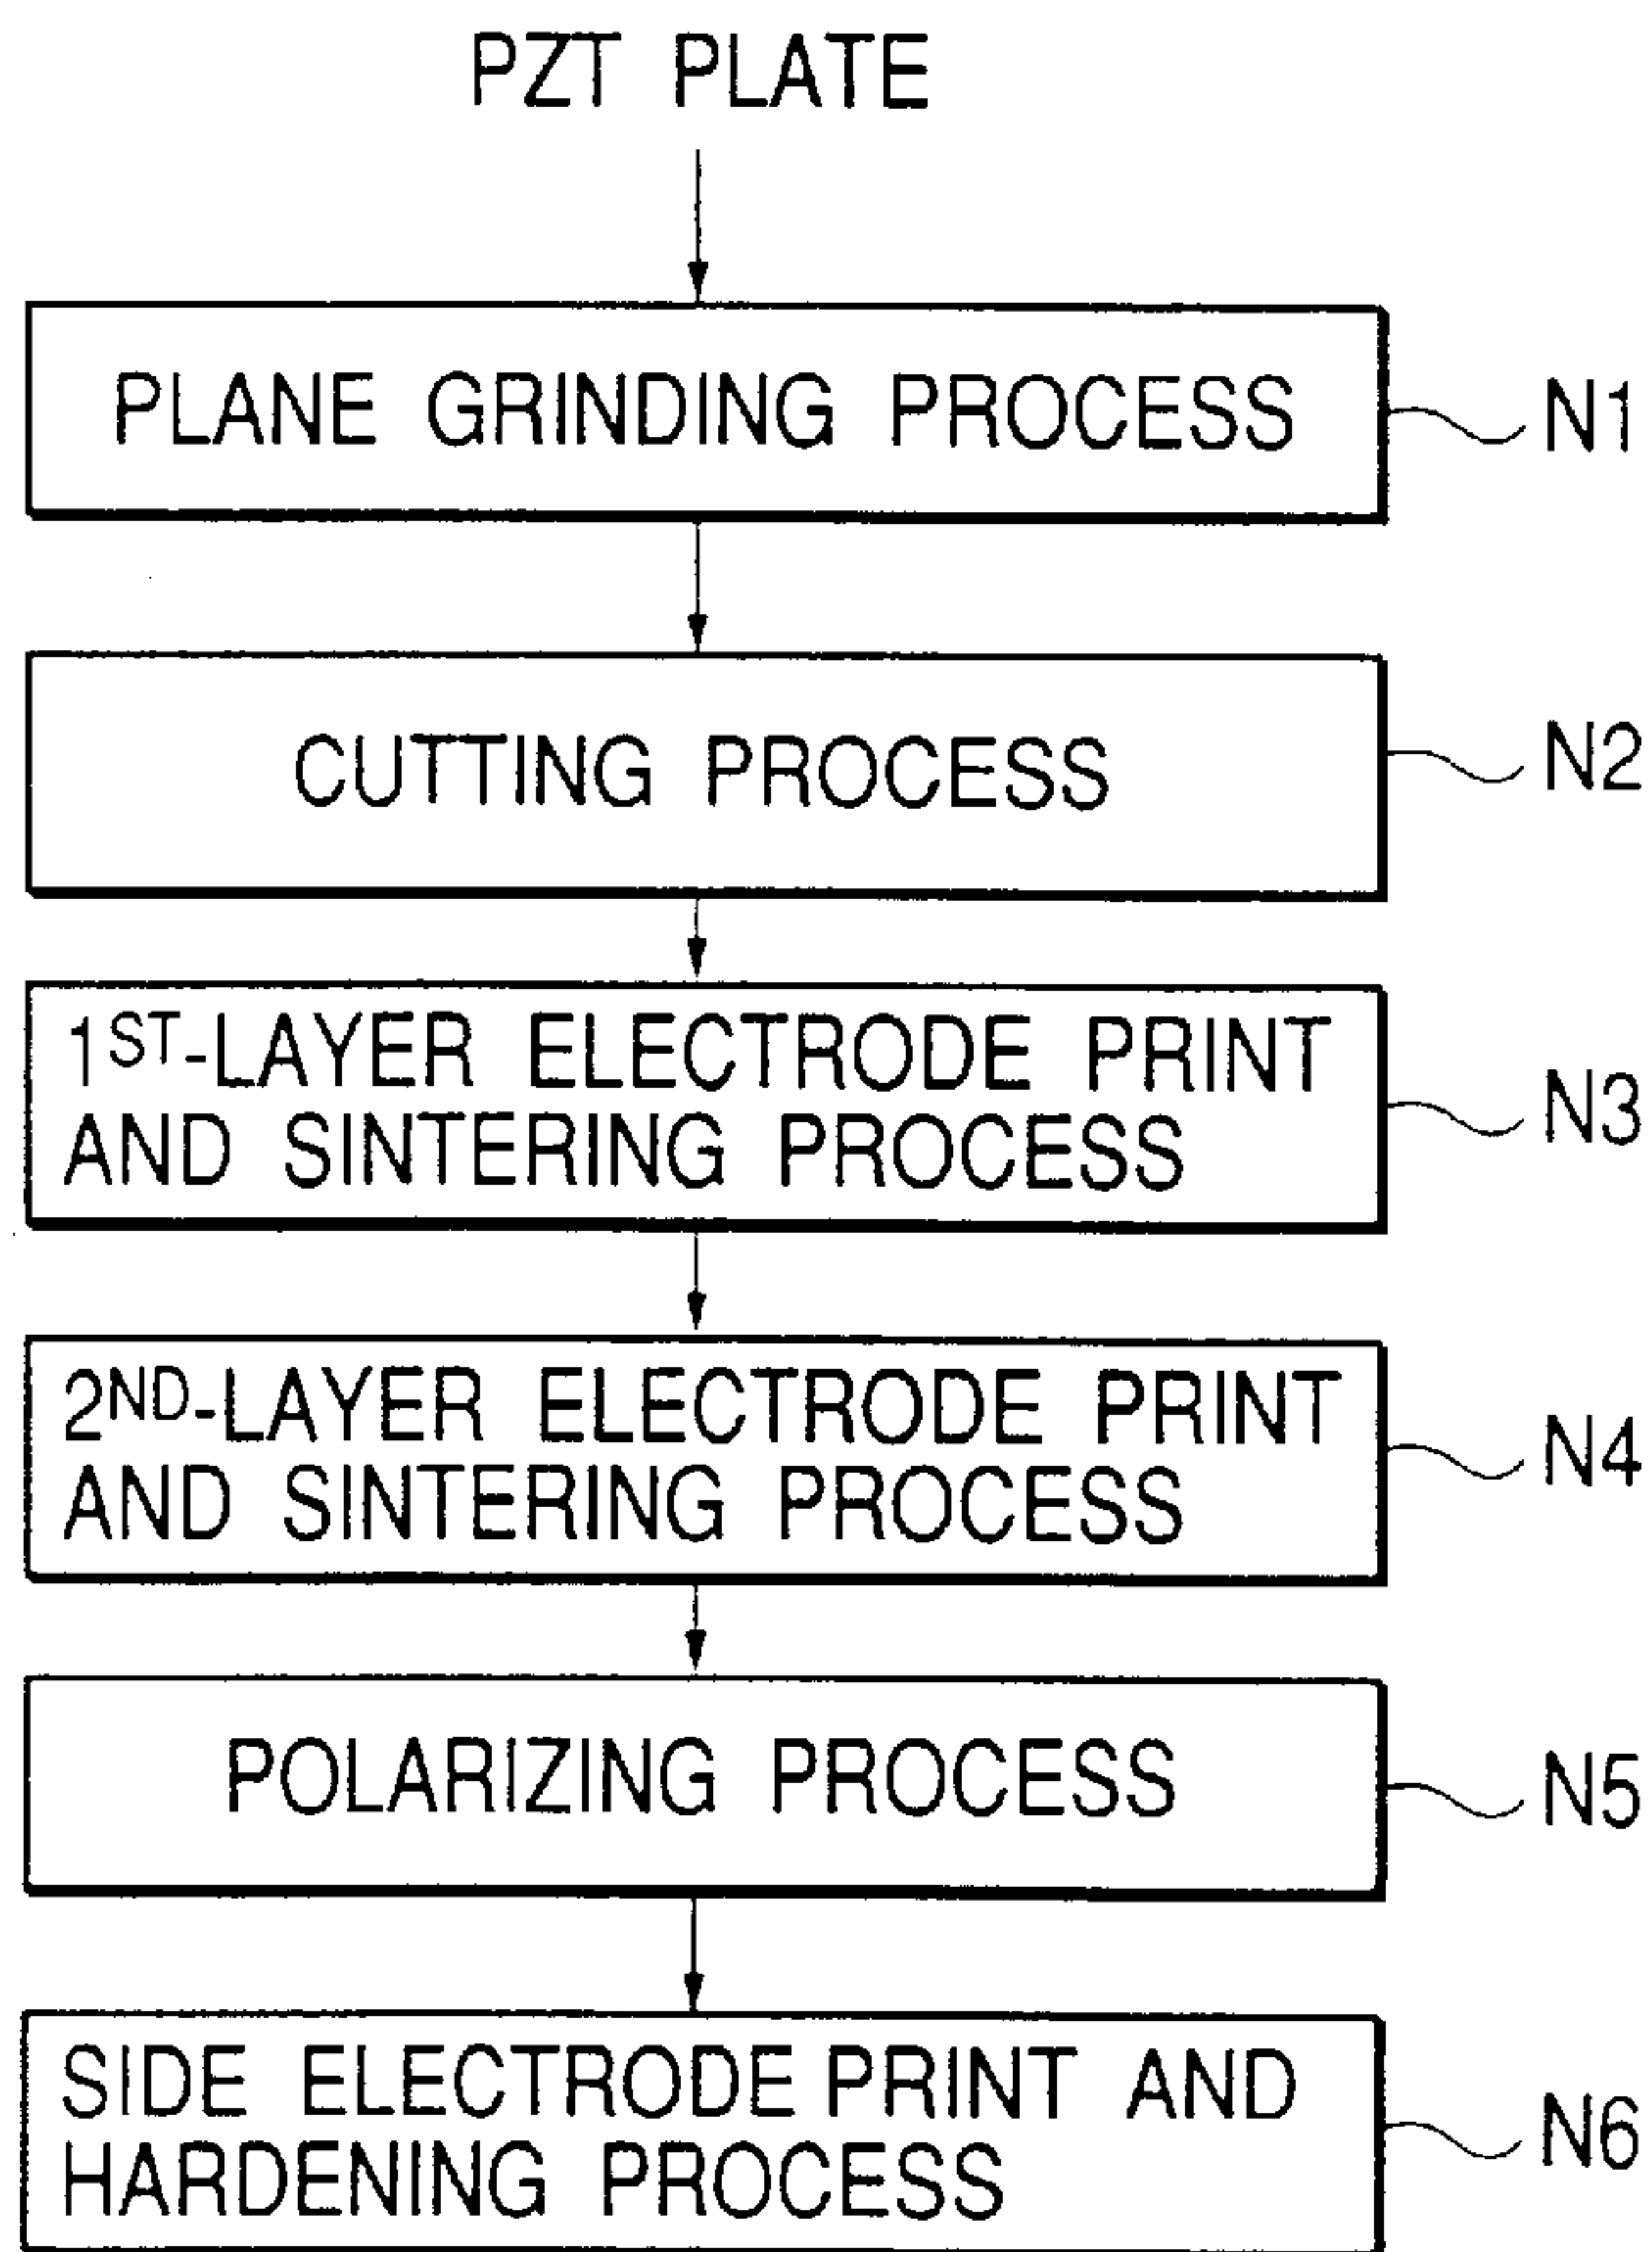 PZT PLATE
PLANE GRINDING PROCESS
N1
CUTTING PROCESS
N2
1ST-LAYER ELECTRODE PRINT
AND SINTERING PROCESS
N3
2ND-LAYER ELECTRODE PRINT
AND SINTERING PROCESS
N4
POLARIZING PROCESS
N5
SIDE ELECTRODE PRINT AND
HARDENING PROCESS
N6